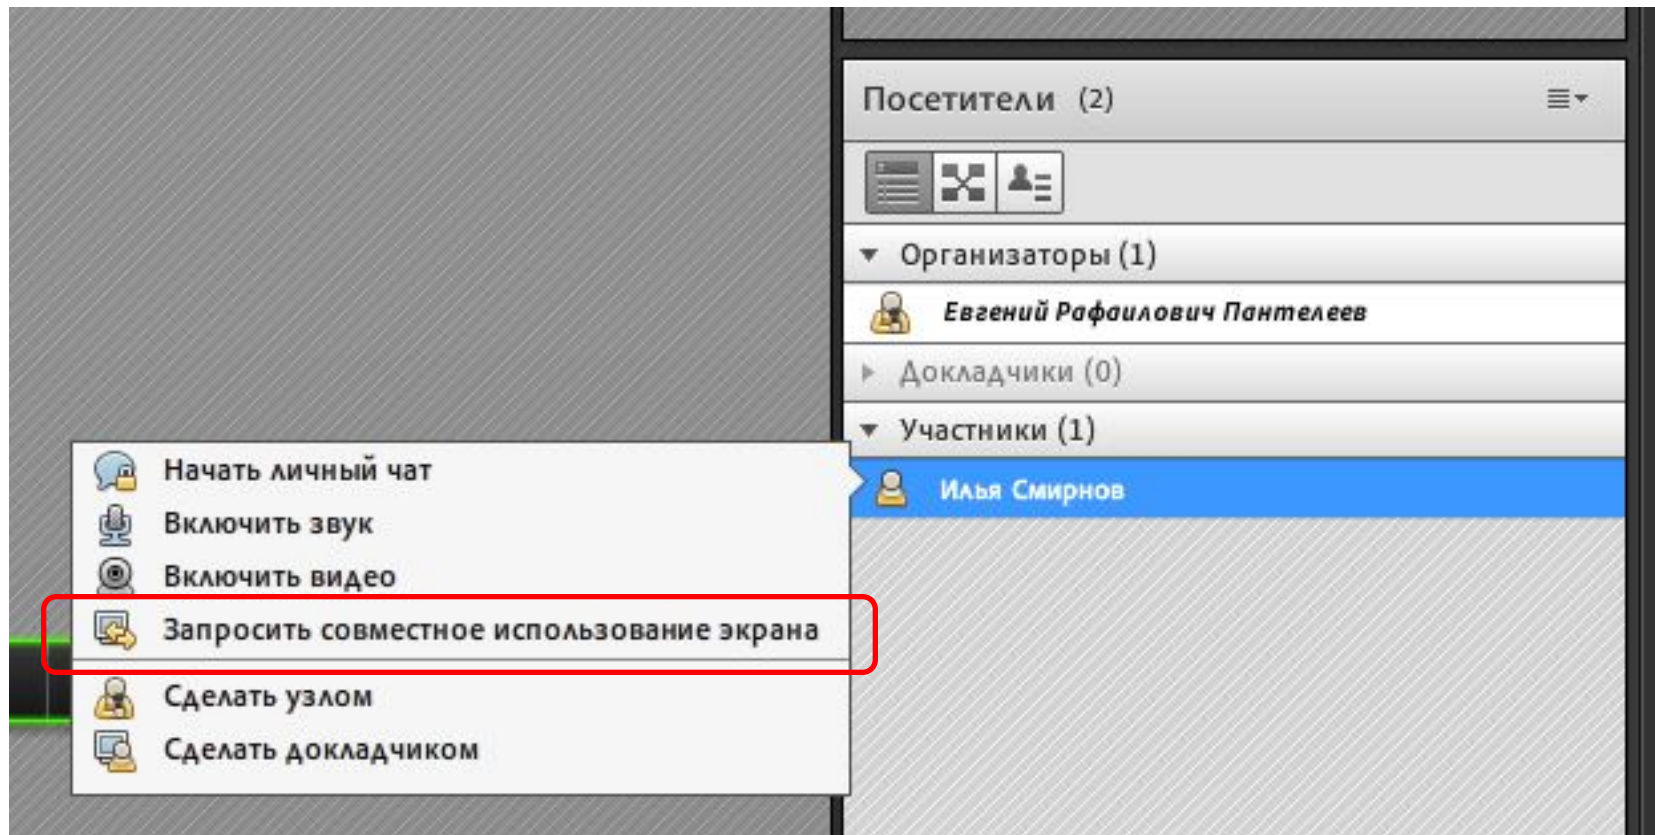 Посетители (2)
Организаторы (1)
Евгений Рафаилович Пантелеев
Докладчики (0)
Участники (1)
Илья Смирнов
Начать личный чат
Включить звук
Включить видео
Запросить совместное использование экрана
Сделать узлом
Сделать докладчиком